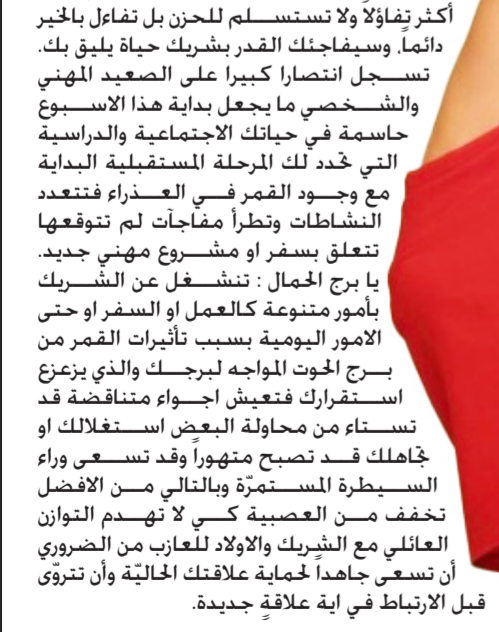 أكثر تفاؤلا ولا تستسلم للحزن بل تفاءل بالخير
دائماً، وسيفاجئك القدر بشريك حياة يليق بك.
تسجل انتصارا كبيرا على الصعيد المهني
والشخصي ما يجعل بداية هذا الاسبوع
حاسمة في حياتك الاجتماعية والدراسية
التي تحدد لك المرحلة المستقبلية البداية
مع وجود القمر في العذراء فتتعدد
النشاطات وتطرأ مفاجآت لم تتوقعها
تتعلق بسفر او مشروع مهني جديد.
يا برج الجمال : تنشغل عن الشريك
بأمور متنوعة كالعمل او السفر او حتى
الامور اليومية بسبب تأثيرات القمر من
برج الحوت المواجه لبرجك والذي يزعزع
استقرارك فتعيش اجواء متناقضة قد
تستاء من محاولة البعض استغلالك او
تجاهلك قد تصبح متهوراً وقد تسعى وراء
السيطرة المستمرّة وبالتالي من الافضل
تخفف من العصبية كي لا تهدم التوازن
العائلي مع الشريك والاولاد للعازب من الضروري
أن تسعى جاهداً لحماية علاقتك الحاليّة وأن تتروّى
قبل الارتباط في اية علاقةٍ جديدة.